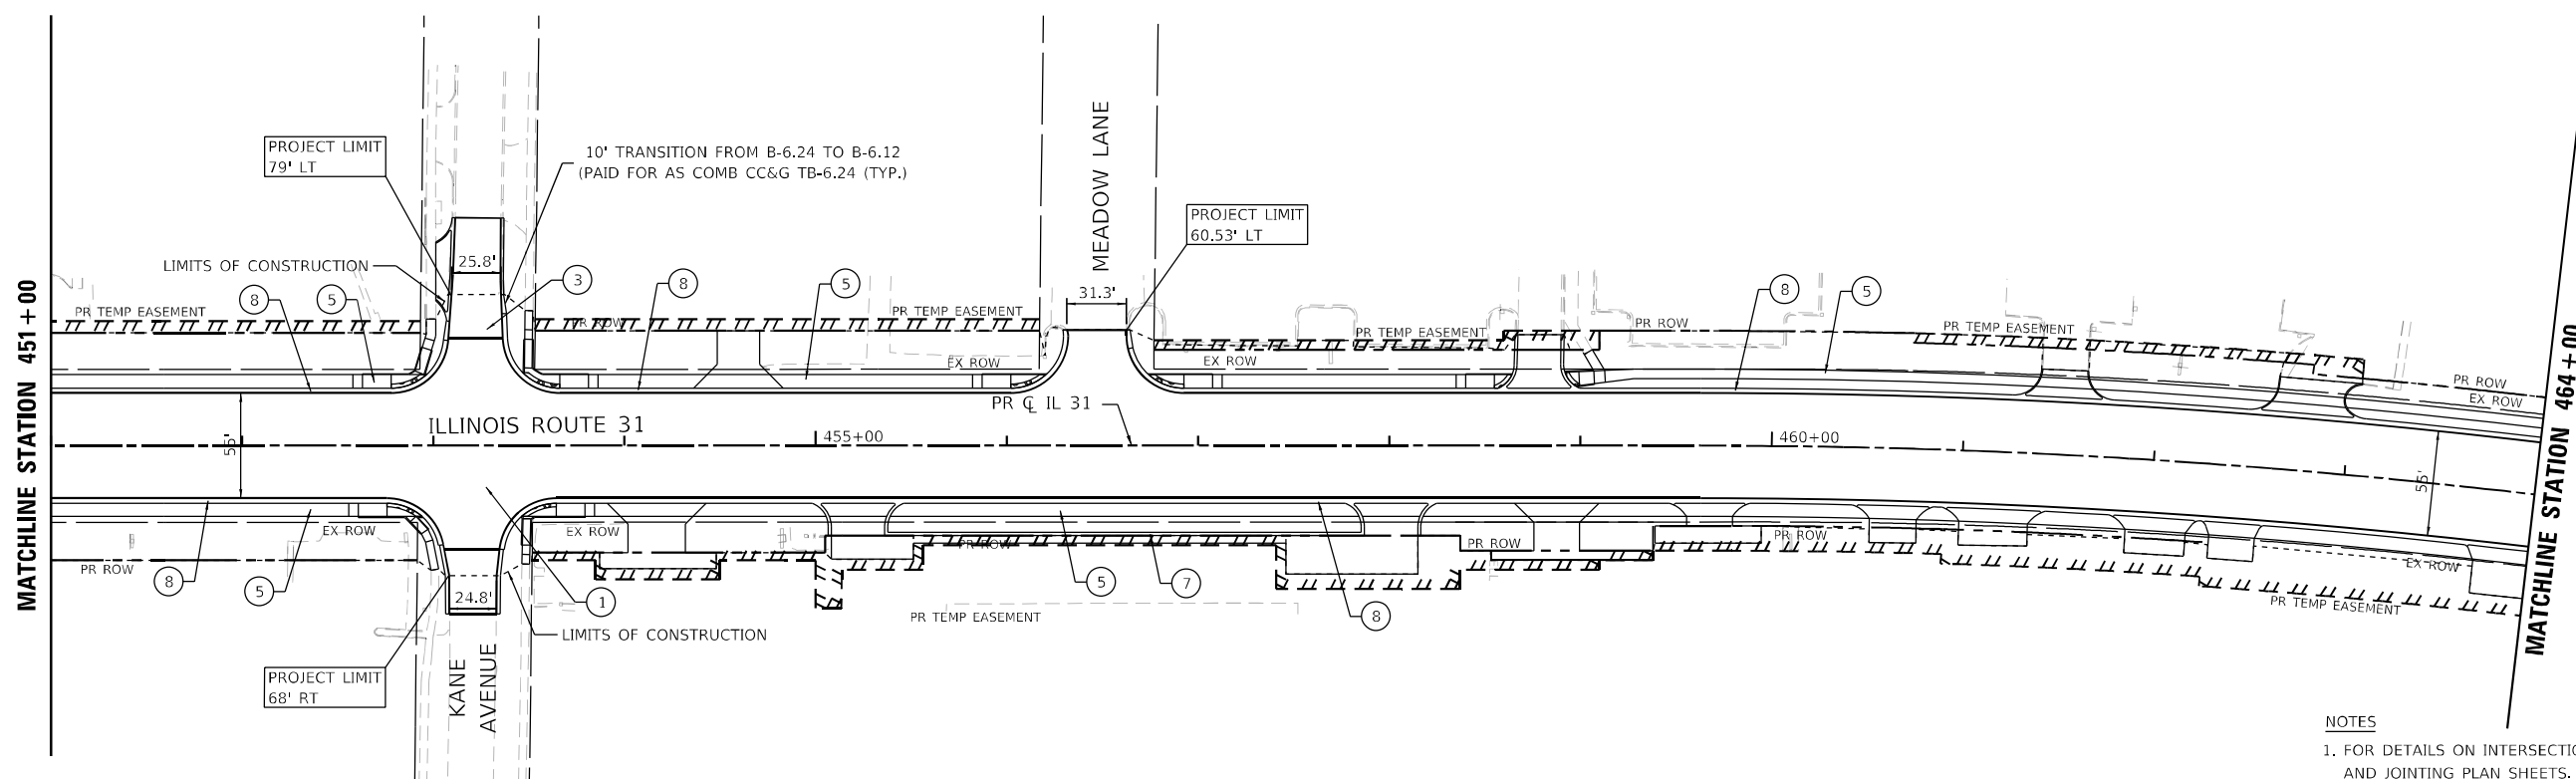 MATCHLINE STATION 451+00
PROJECT LIMIT
79' LT
10' TRANSITION FROM B-6.24 TO B-6.12
(PAID FOR AS COMB CC&G TB-6.24 (TYP.)
MEADOW LANE
PROJECT LIMIT
60.53' LT
LIMITS OF CONSTRUCTION
25.8'
3
8
5
8
5
31.3'
8
5
PR TEMP EASEMENT
PR ROW
PR TEMP EASEMENT
PR TEMP EASEMENT
PR ROW
PR TEMP EASEMENT
EX ROW
EX ROW
PR ROW
EX ROW
MATCHLINE STATION 464+00
ILLINOIS ROUTE 31
PR ℄ IL 31
55'
455+00
460+00
55'
EX ROW
EX ROW
PR ROW
PR ROW
PR ROW
PR ROW
EX ROW
8
5
24.8'
1
5
7
8
PR TEMP EASEMENT
PR TEMP EASEMENT
LIMITS OF CONSTRUCTION
PROJECT LIMIT
68' RT
KANE
AVENUE
NOTES
1. FOR DETAILS ON INTERSECTIO
AND JOINTING PLAN SHEETS.